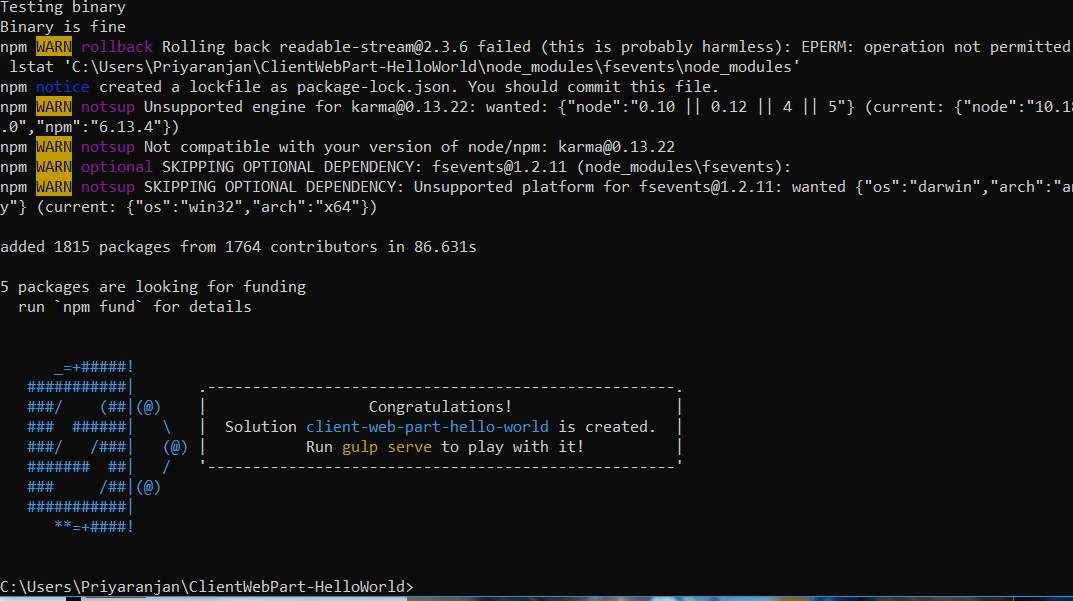 Testing binary
Binary is fine
npm WARN rollback Rolling back readable-stream@2.3.6 failed (this is probably harmless): EPERM: operation not permitted
 lstat 'C:\Users\Priyaranjan\ClientWebPart-HelloWorld\node_modules\fsevents\node_modules'
npm notice created a lockfile as package-lock.json. You should commit this file.
npm WARN notsup Unsupported engine for karma@0.13.22: wanted: {"node":"0.10 || 0.12 || 4 || 5"} (current: {"node":"10.18
.0","npm":"6.13.4"})
npm WARN notsup Not compatible with your version of node/npm: karma@0.13.22
npm WARN optional SKIPPING OPTIONAL DEPENDENCY: fsevents@1.2.11 (node_modules\fsevents):
npm WARN notsup SKIPPING OPTIONAL DEPENDENCY: Unsupported platform for fsevents@1.2.11: wanted {"os":"darwin","arch":"an
y"} (current: {"os":"win32","arch":"x64"})
added 1815 packages from 1764 contributors in 86.631s
5 packages are looking for funding
  run `npm fund` for details
      _=+#####!
   ###########|       .----------------------------------------------------.
   ###/    (##|(@)    |                  Congratulations!                  |
   ###  ######|   \   |  Solution client-web-part-hello-world is created.  |
   ###/   /###|   (@) |           Run gulp serve to play with it!          |
   #######  ##|   /   '----------------------------------------------------'
   ###     /##|(@)
   ###########|
      **=+####!
C:\Users\Priyaranjan\ClientWebPart-HelloWorld>